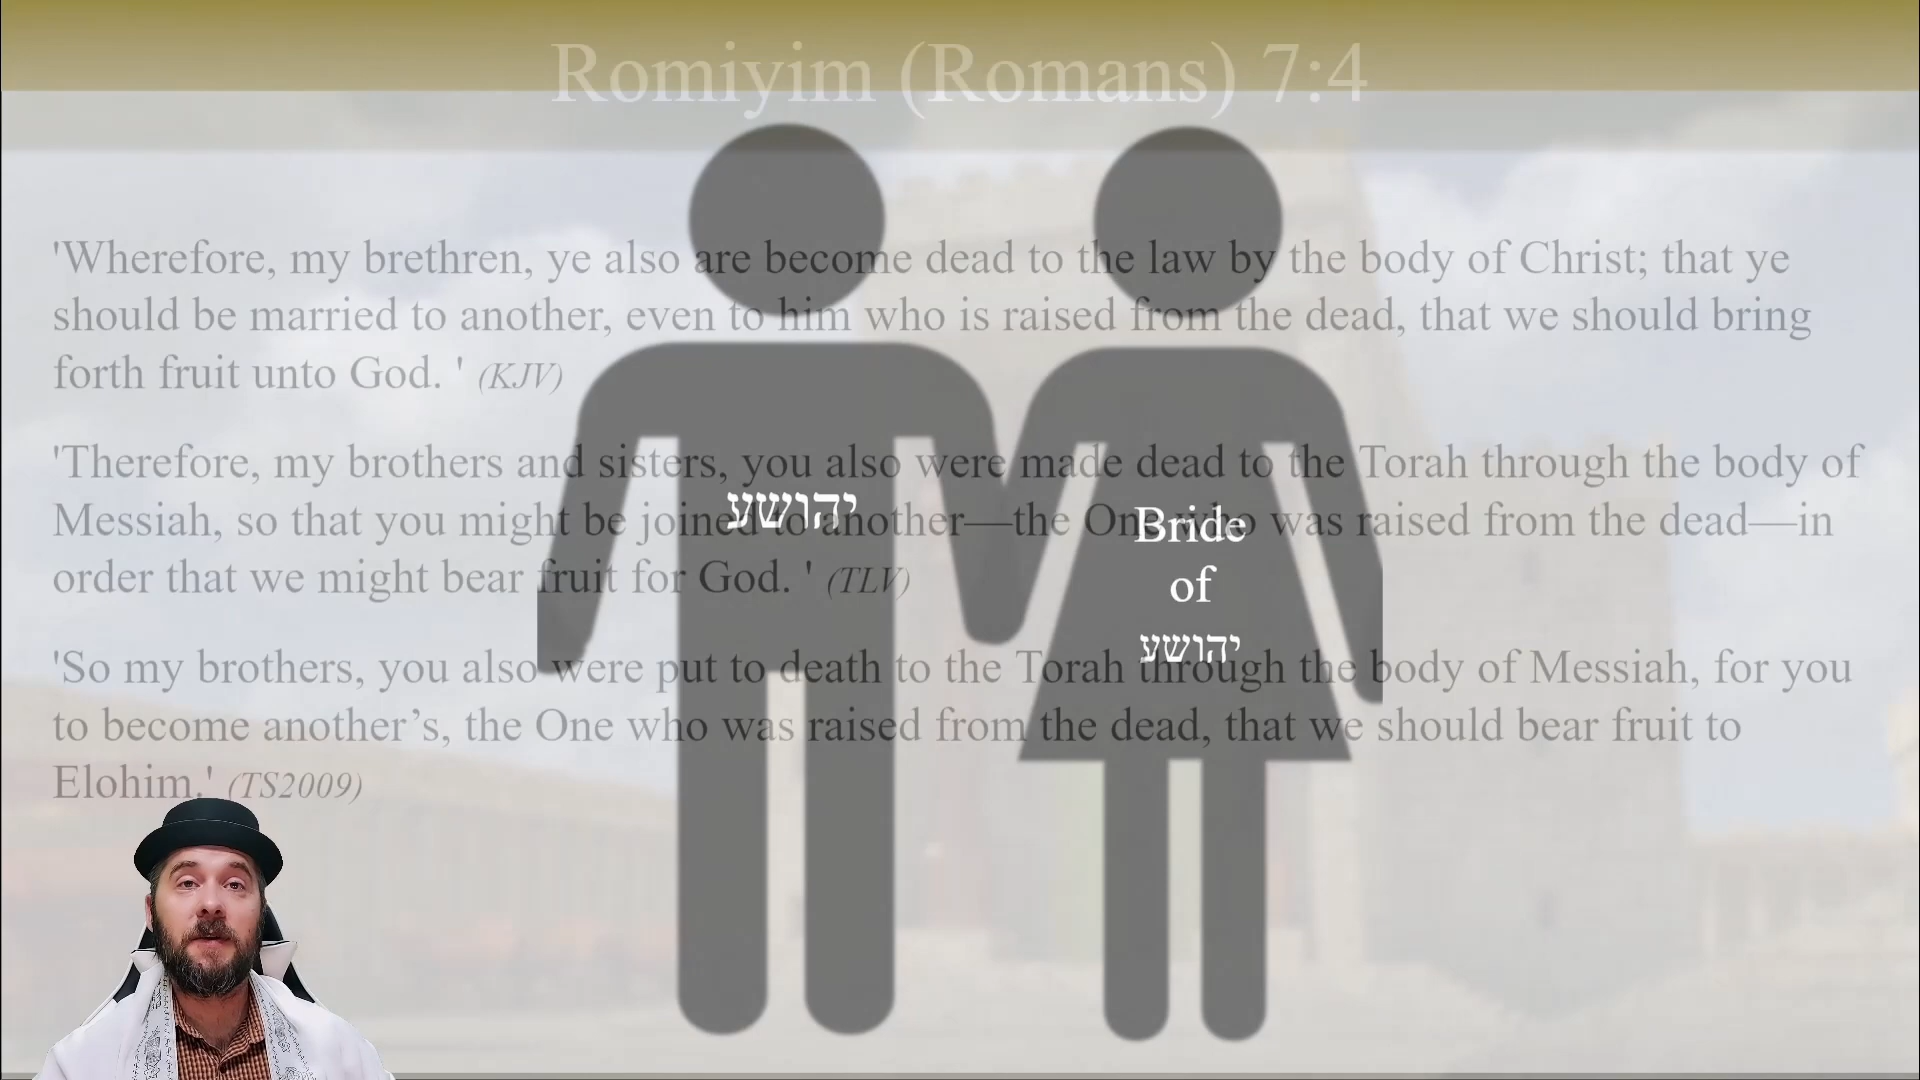 Romiyim (Romans) 7:4
'Wherefore, my brethren, ye also are become dead to the law by the body of Christ; that ye
should be married to another, even to him who is raised from the dead, that we should bring
forth fruit unto God. ' (KJV)
'Therefore, my brothers and sisters, you also were made dead to the Torah through the body of
Messiah, so that you might be joined to another—the One who was raised from the dead—in
order that we might bear fruit for God. ' (TLV)
'So my brothers, you also were put to death to the Torah through the body of Messiah, for you
to become another’s, the One who was raised from the dead, that we should bear fruit to
Elohim.' (TS2009)
יהושע
Bride
of
יהושע